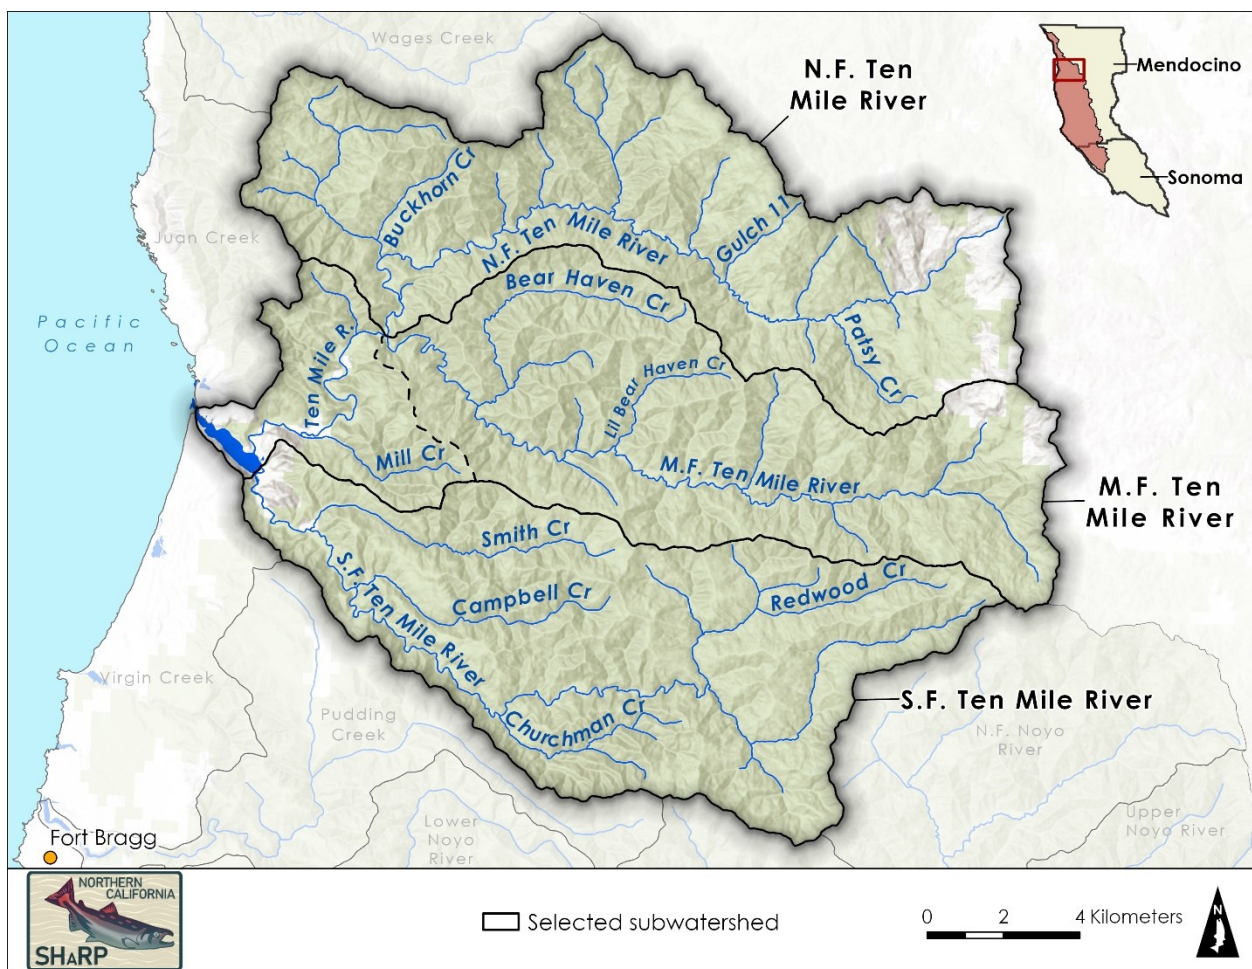 Wages Creek
N.F. Ten
Mile River
Mendocino
Sonoma
Buckhorn Cr
N.F. Ten Mile River
Gulch 11
Juan Creek
Bear Haven Cr
Pacific
Ocean
Ten Mile R.
Patsy Cr
Lil Bear Haven Cr
Mill Cr
M.F. Ten Mile River
M.F. Ten
Mile River
Smith Cr
S.F. Ten Mile River
Campbell Cr
Redwood Cr
Virgin Creek
Pudding
Creek
Churchman Cr
S.F. Ten Mile River
N.F. Noyo
River
Lower
Noyo
River
Upper
Noyo River
Fort Bragg
NORTHERN
CALIFORNIA
SHaRP
Selected subwatershed
0 2 4 Kilometers
N